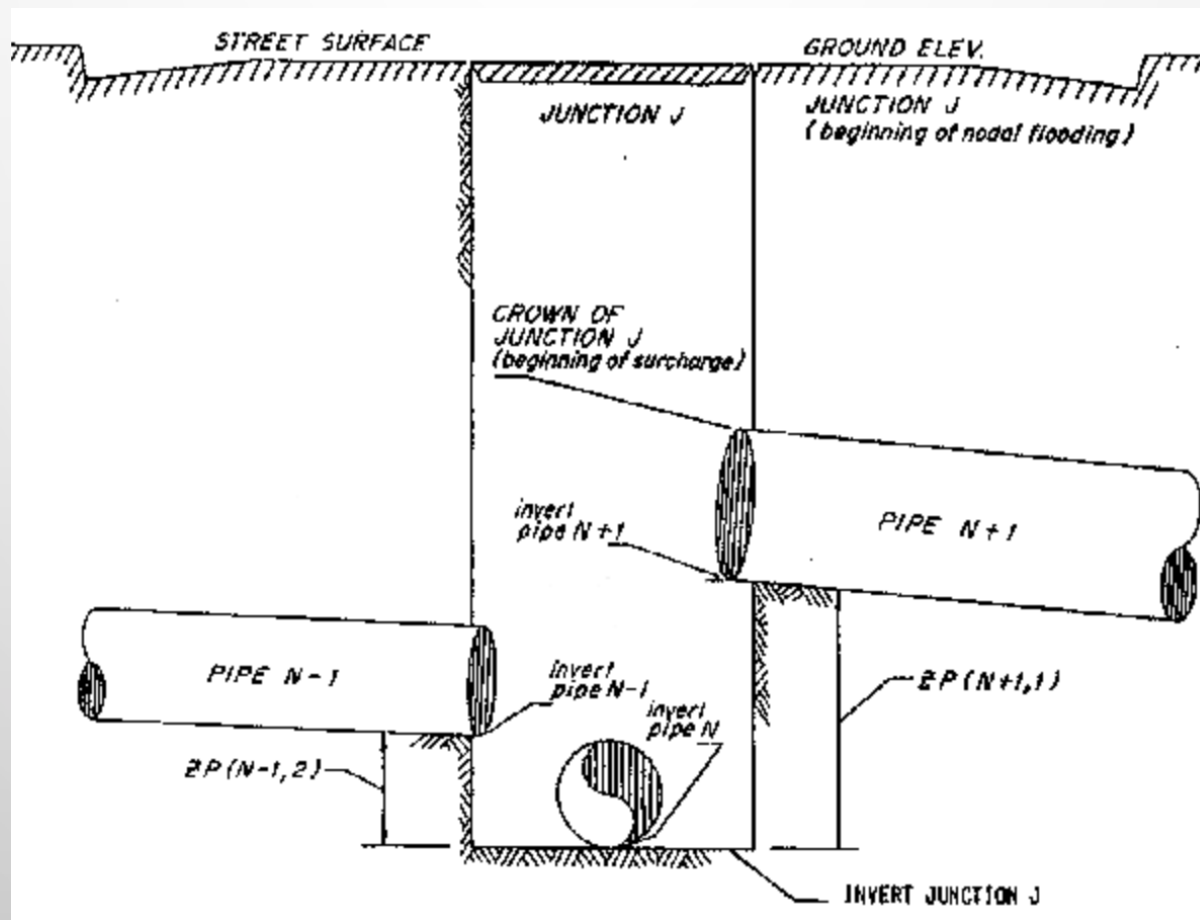 STREET SURFACE
GROUND ELEV.
JUNCTION J
JUNCTION J
(beginning of nodal flooding)
CROWN OF
JUNCTION J
(beginning of surcharge)
invert
pipe N+1
PIPE N+1
PIPE N-1
invert
pipe N-1
invert
pipe N
ZP(N+1,1)
ZP(N-1,2)
INVERT JUNCTION J